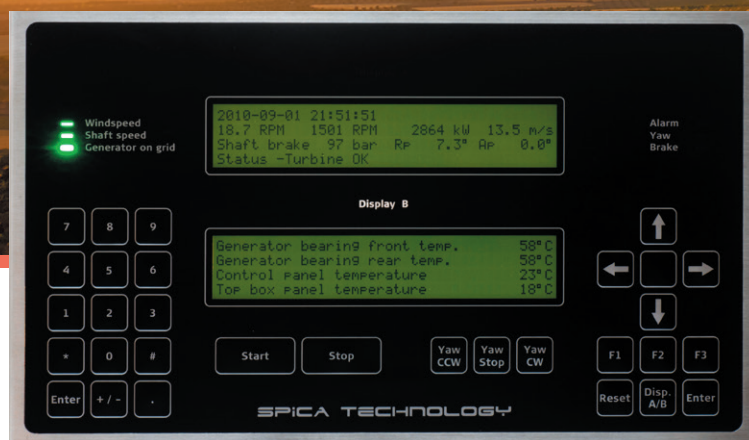 2010-09-01 21:51:51
18.7 RPM 1501 RPM 2864 kW 13.5 m/s
Shaft brake 97 bar Rp 7.3° Ap 0.0°
Status -Turbine OK
Windspeed
Shaft speed
Generator on grid
Alarm
Yaw
Brake
Display B
Generator bearing front temp. 58°C
Generator bearing rear temp. 58°C
Control panel temperature 23°C
Top box panel temperature 18°C
7 8 9
4 5 6
1 2 3
* 0 #
Enter +/- .
Start Stop
Yaw CCW
Yaw Stop
Yaw CW
F1 F2 F3
Reset
Disp. A/B
Enter
SPiCA TECHNOLOGY